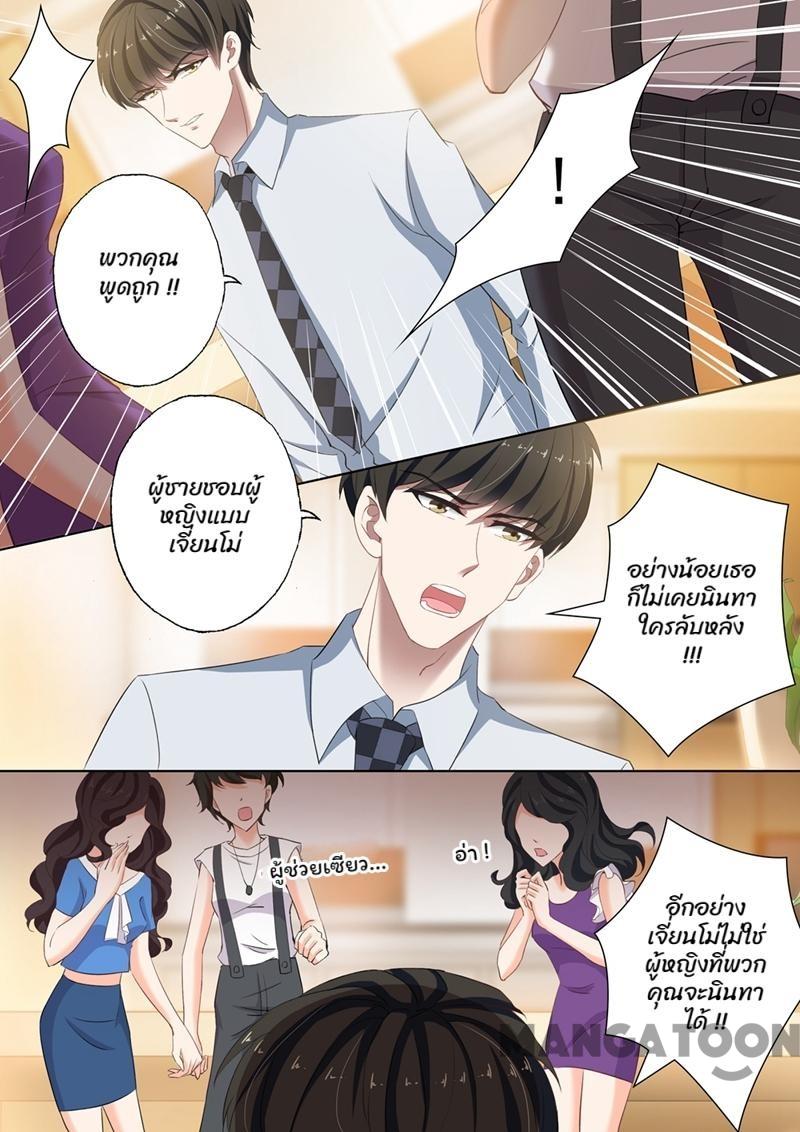 !
พวกคุณ
พูดถูก !!
ผู้ชายชอบผู้
หญิงแบบ
เจี่ยนโม่
อย่างน้อยเธอ
ก็ไม่เคยนินทา
ใครลับหลัง
!!!
ผู้ช่วยเซียว...
อ๋า !
อีกอย่าง
เจี่ยนโม่ไม่ใช่
ผู้หญิงที่พวก
คุณจะนินทา
ได้ !!
MANGATOON